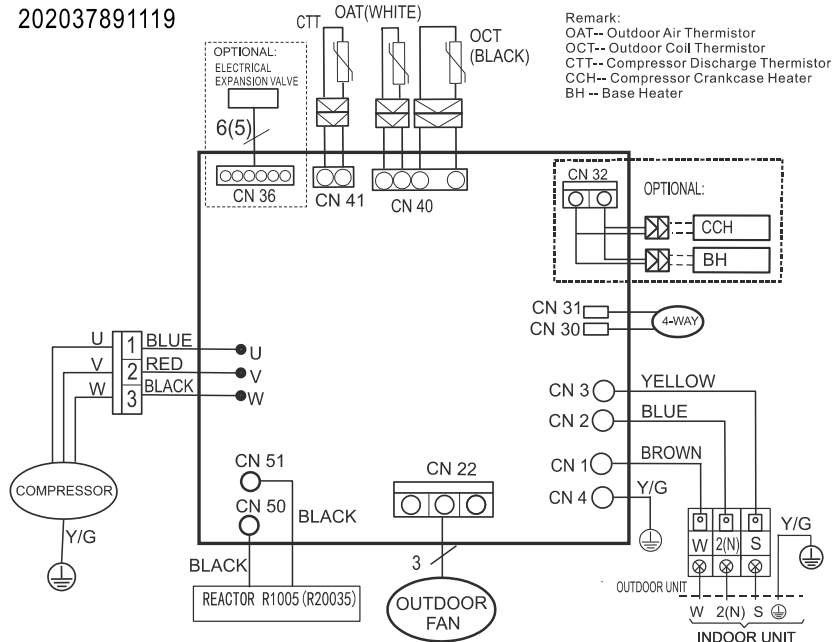 202037891119
CTT
OAT(WHITE)
OCT
(BLACK)
Remark:
OAT-- Outdoor Air Thermistor
OCT-- Outdoor Coil Thermistor
CTT-- Compressor Discharge Thermistor
CCH-- Compressor Crankcase Heater
BH -- Base Heater
OPTIONAL:
ELECTRICAL
EXPANSION VALVE
6(5)
CN 36
CN 41
CN 40
CN 32
OPTIONAL:
CCH
BH
CN 31
CN 30
4-WAY
U
V
W
1
2
3
BLUE
RED
BLACK
U
V
W
COMPRESSOR
Y/G
CN 51
CN 50
BLACK
BLACK
REACTOR R1005 (R20035)
CN 22
3
OUTDOOR
FAN
CN 3
YELLOW
CN 2
BLUE
CN 1
BROWN
CN 4
Y/G
W 2(N) S
Y/G
OUTDOOR UNIT
W 2(N) S
INDOOR UNIT